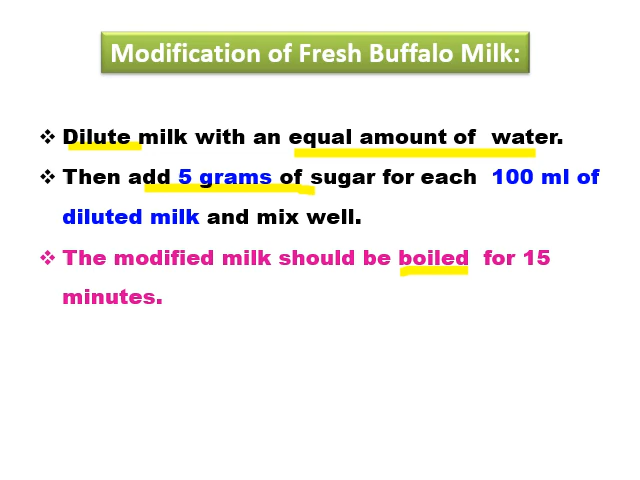 Modification of Fresh Buffalo Milk:
❖ Dilute milk with an equal amount of water.
❖ Then add 5 grams of sugar for each 100 ml of
diluted milk and mix well.
❖ The modified milk should be boiled for 15
minutes.